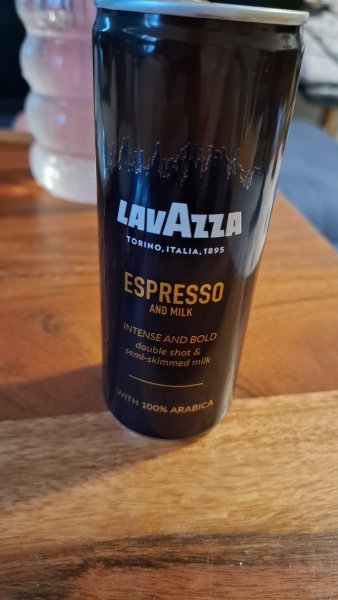 LAVAZZA
TORINO, ITALIA, 1895
ESPRESSO
AND MILK
INTENSE AND BOLD
double shot &
semi-skimmed milk
WITH 100% ARABICA